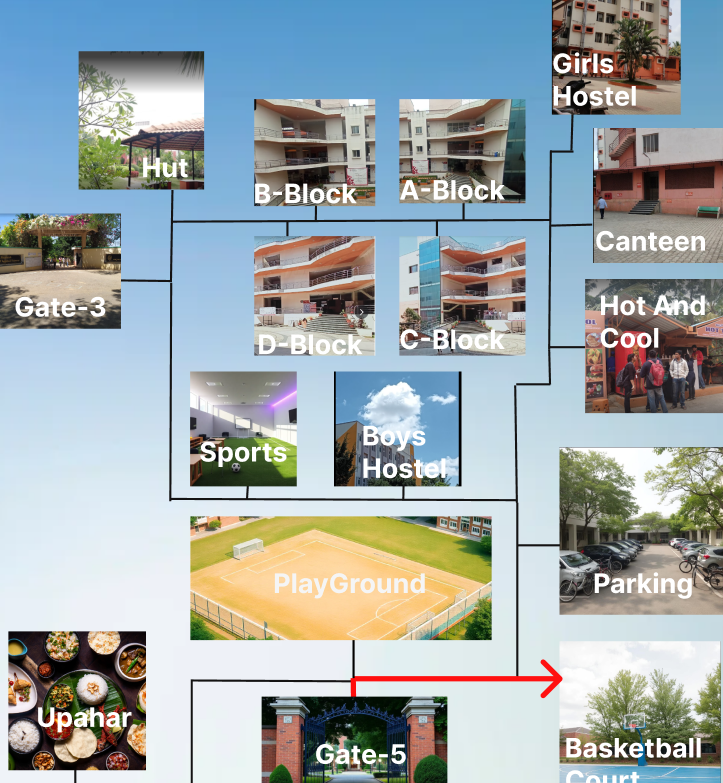 Girls
Hostel
Hut
B-Block
A-Block
Canteen
Gate-3
Hot And
Cool
D-Block
C-Block
Boys
Hostel
Sports
PlayGround
Parking
Upahar
Basketball
Court
Gate-5